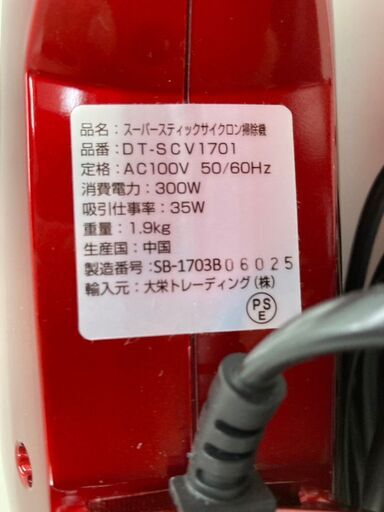 品名：スーパースティックサイクロン掃除機
品番：DT-SCV1701
定格：AC100V 50/60Hz
消費電力：300W
吸引仕事率：35W
重量：1.9kg
生産国：中国
製造番号：SB-1703B06025
輸入元：大栄トレーディング（株）
PS
E